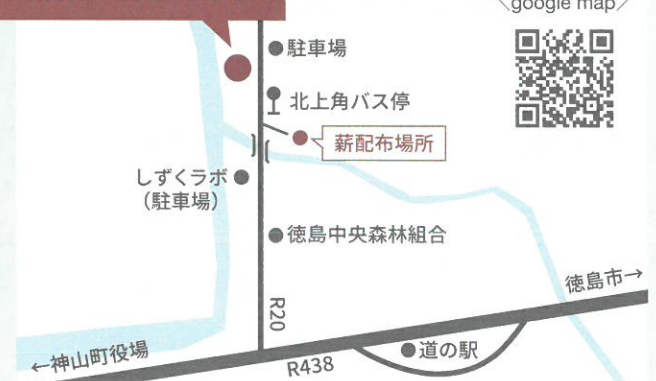 \google map/
駐車場
北上角バス停
薪配布場所
しずくラボ
（駐車場）
徳島中央森林組合
徳島市→
R20
←神山町役場
道の駅
R438